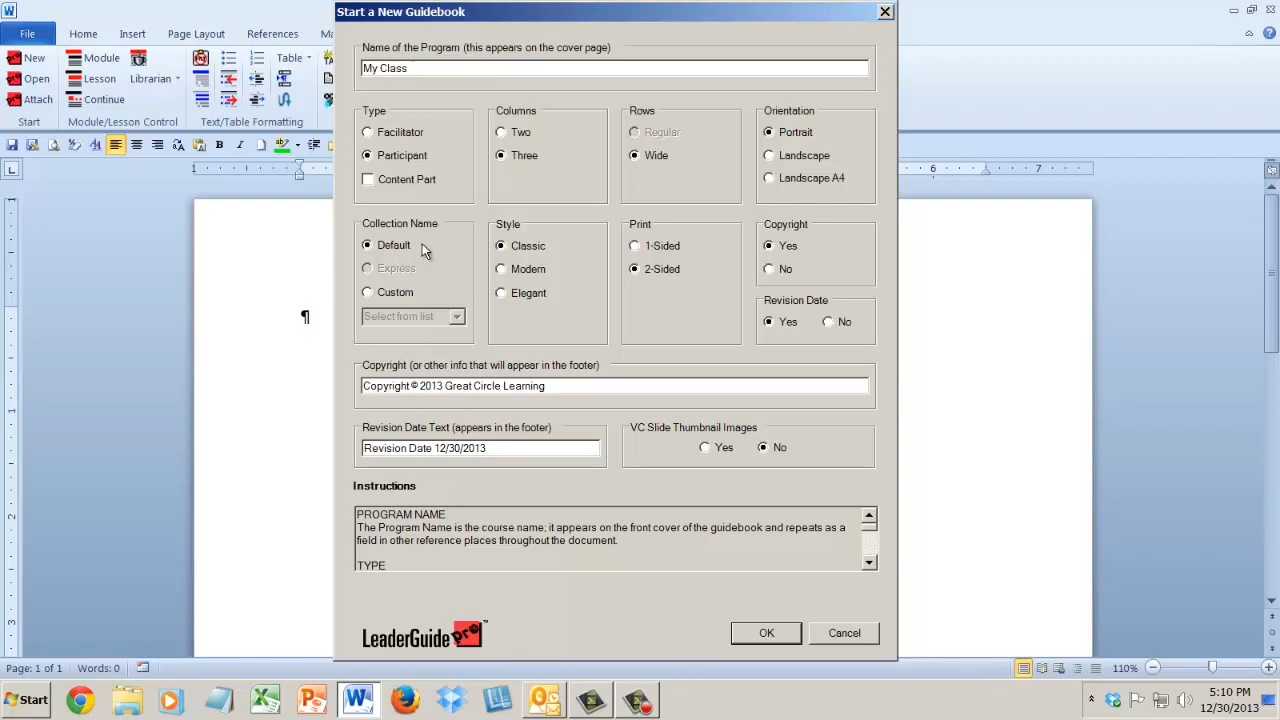 Start a New Guidebook
File Home Insert Page Layout References
New
Open
Attach
Start
Module
Lesson
Continue
Librarian
Module/Lesson Control
Table
Text/Table Formatting
Name of the Program (this appears on the cover page)
My Class
Type
Facilitator
Participant
Content Part
Columns
Two
Three
Rows
Regular
Wide
Orientation
Portrait
Landscape
Landscape A4
Collection Name
Default
Express
Custom
Select from list
Style
Classic
Modern
Elegant
Print
1-Sided
2-Sided
Copyright
Yes
No
Revision Date
Yes No
Copyright (or other info that will appear in the footer)
Copyright © 2013 Great Circle Learning
Revision Date Text (appears in the footer)
Revision Date 12/30/2013
VC Slide Thumbnail Images
Yes No
Instructions
PROGRAM NAME
The Program Name is the course name; it appears on the front cover of the guidebook and repeats as a
field in other reference places throughout the document.
TYPE
LeaderGuide pro ™
OK Cancel
¶
Page: 1 of 1 Words: 0
110%
Start
5:10 PM
12/30/2013